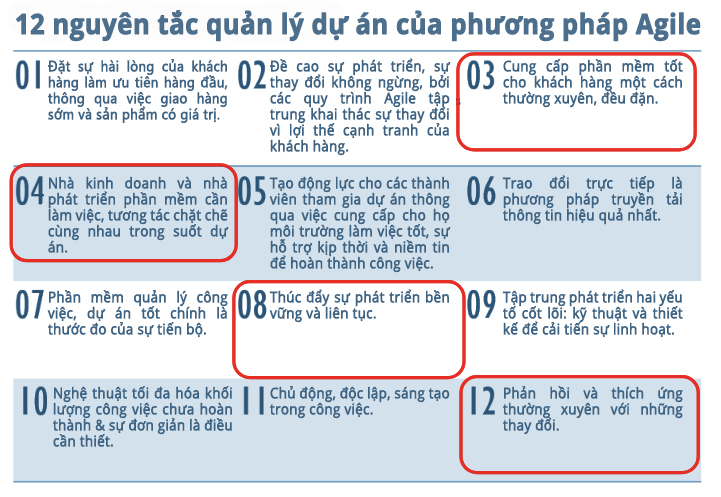 12 nguyên tắc quản lý dự án của phương pháp Agile
01
Đặt sự hài lòng của khách
hàng làm ưu tiên hàng đầu,
thông qua việc giao hàng
sớm và sản phẩm có giá trị.
02
Đề cao sự phát triển, sự
thay đổi không ngừng, bởi
các quy trình Agile tập
trung khai thác sự thay đổi
vì lợi thế cạnh tranh của
khách hàng.
03
Cung cấp phần mềm tốt
cho khách hàng một cách
thường xuyên, đều đặn.
04
Nhà kinh doanh và nhà
phát triển phần mềm cần
làm việc, tương tác chặt chẽ
cùng nhau trong suốt dự
án.
05
Tạo động lực cho các thành
viên tham gia dự án thông
qua việc cung cấp cho họ
môi trường làm việc tốt, sự
hỗ trợ kịp thời và niềm tin
để hoàn thành công việc.
06
Trao đổi trực tiếp là
phương pháp truyền tải
thông tin hiệu quả nhất.
07
Phần mềm quản lý công
việc, dự án tốt chính là
thước đo của sự tiến bộ.
08
Thúc đẩy sự phát triển bền
vững và liên tục.
09
Tập trung phát triển hai yếu
tố cốt lõi: kỹ thuật và thiết
kế để cải tiến sự linh hoạt.
10
Nghệ thuật tối đa hóa khối
lượng công việc chưa hoàn
thành & sự đơn giản là điều
cần thiết.
11
Chủ động, độc lập, sáng tạo
trong công việc.
12
Phản hồi và thích ứng
thường xuyên với những
thay đổi.